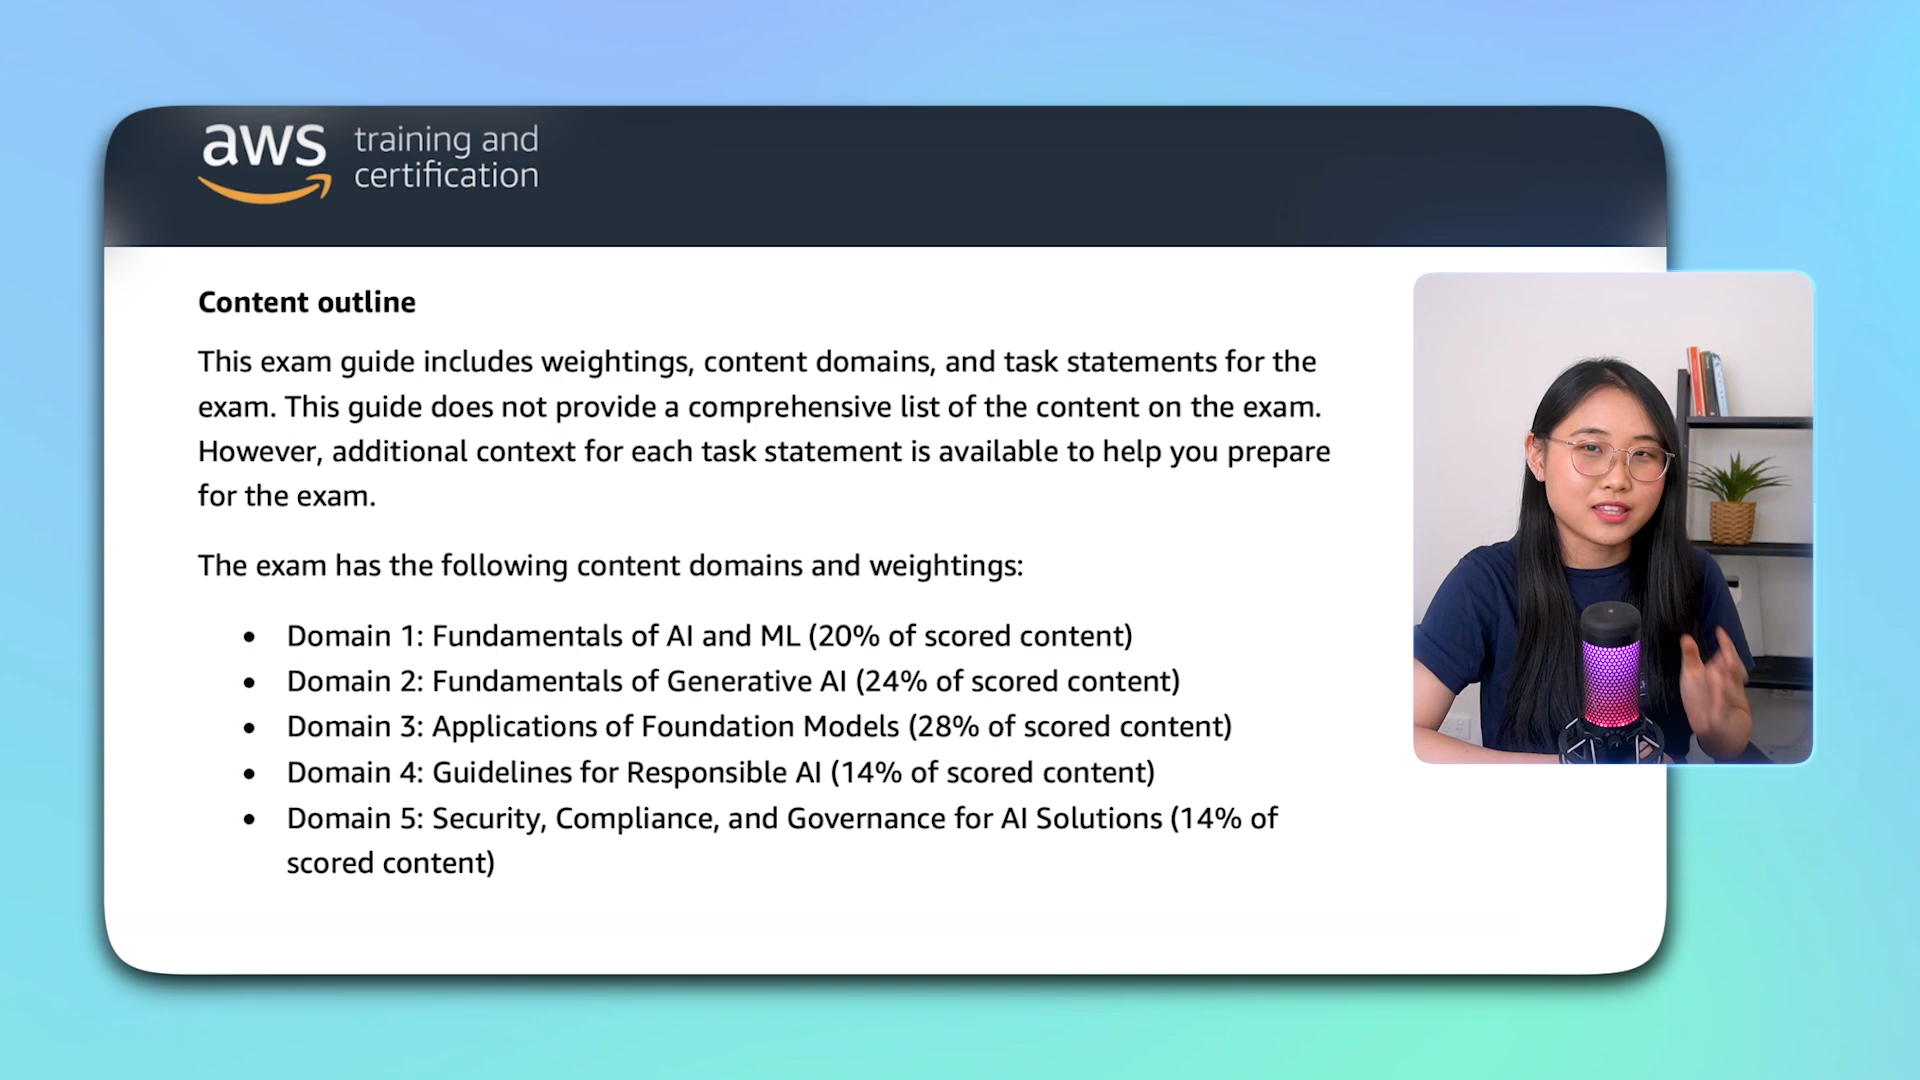 aws training and
certification
Content outline
This exam guide includes weightings, content domains, and task statements for the
exam. This guide does not provide a comprehensive list of the content on the exam.
However, additional context for each task statement is available to help you prepare
for the exam.
The exam has the following content domains and weightings:
• Domain 1: Fundamentals of AI and ML (20% of scored content)
• Domain 2: Fundamentals of Generative AI (24% of scored content)
• Domain 3: Applications of Foundation Models (28% of scored content)
• Domain 4: Guidelines for Responsible AI (14% of scored content)
• Domain 5: Security, Compliance, and Governance for AI Solutions (14% of
scored content)